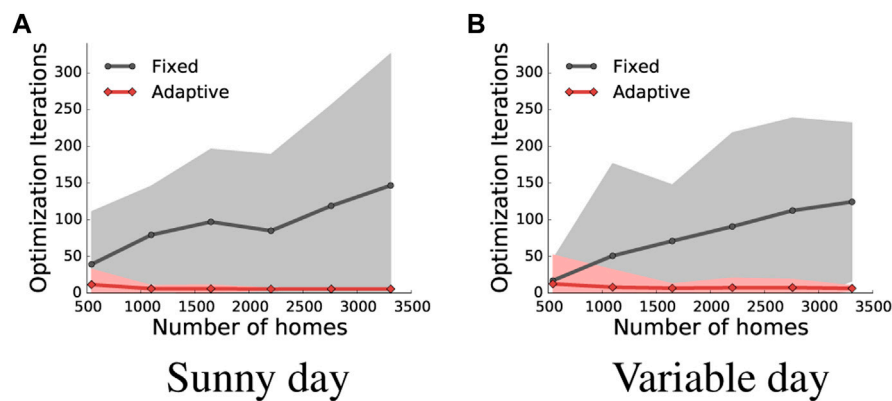 A
Optimization Iterations
300
250
200
150
100
50
0
Fixed
Adaptive
500 1000 1500 2000 2500 3000 3500
Number of homes
Sunny day
B
Optimization Iterations
300
250
200
150
100
50
0
Fixed
Adaptive
500 1000 1500 2000 2500 3000 3500
Number of homes
Variable day